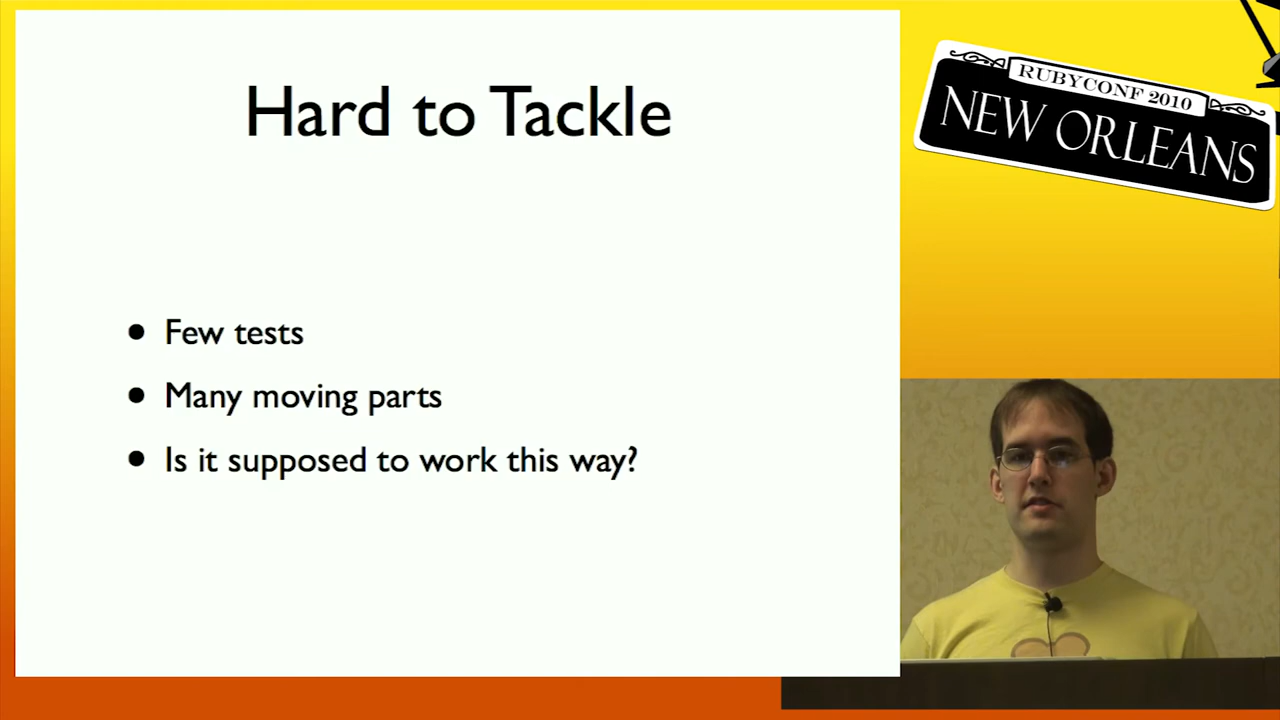 Hard to Tackle
RUBYCONF 2010
NEW ORLEANS
• Few tests
• Many moving parts
• Is it supposed to work this way?